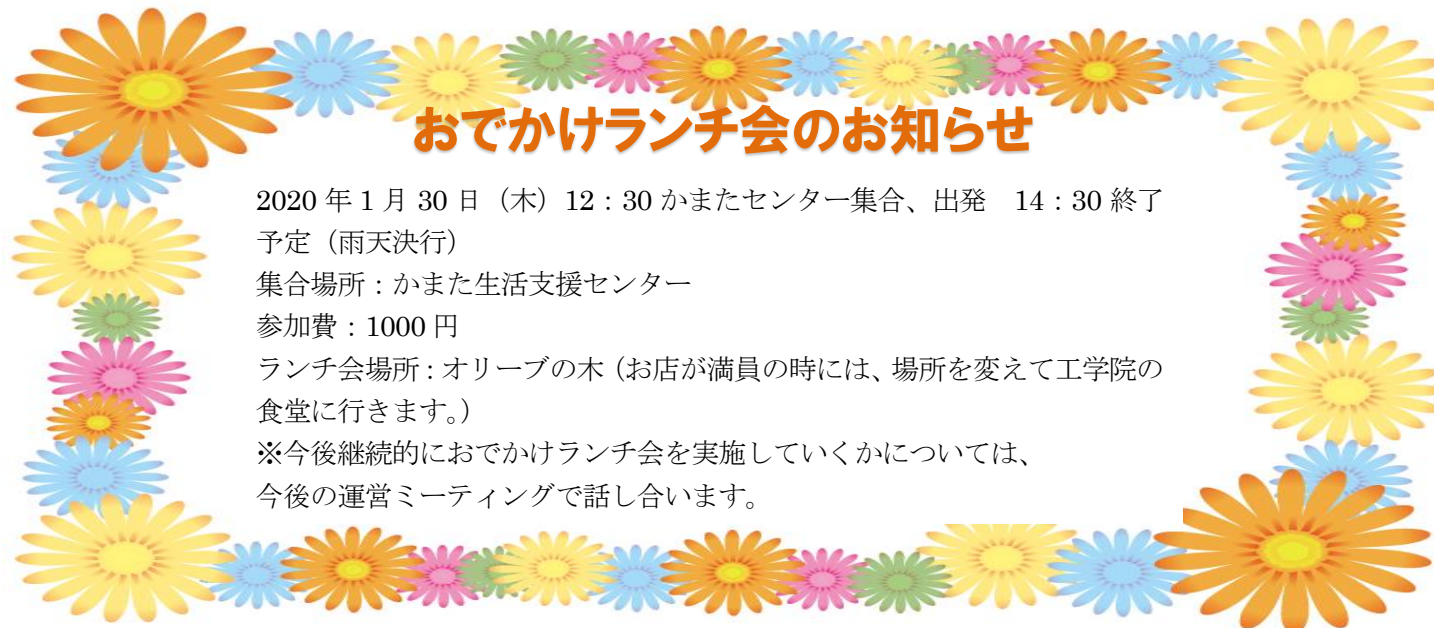 おでかけランチ会のお知らせ
2020年1月30日（木）12：30かまたセンター集合、出発　14：30終了
予定（雨天決行）
集合場所：かまた生活支援センター
参加費：1000円
ランチ会場所：オリーブの木（お店が満員の時には、場所を変えて工学院の
食堂に行きます。）
※今後継続的におでかけランチ会を実施していくかについては、
今後の運営ミーティングで話し合います。